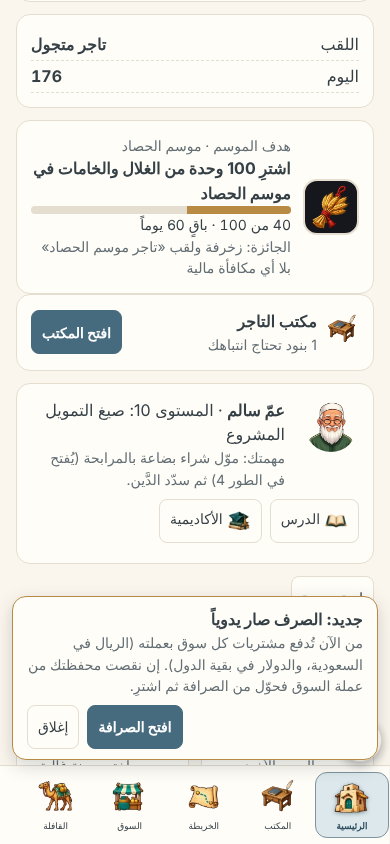 اللقب تاجر متجول
اليوم 176
هدف الموسم · موسم الحصاد
اشترِ 100 وحدة من الغلال والخامات في
موسم الحصاد
40 من 100 · باقٍ 60 يوماً
الجائزة: زخرفة ولقب «تاجر موسم الحصاد»
بلا أي مكافأة مالية
مكتب التاجر
1 بنود تحتاج انتباهك
افتح المكتب
عمّ سالم · المستوى 10: صيغ التمويل
المشروع
مهمتك: موّل شراء بضاعة بالمرابحة (يُفتح
في الطور 4) ثم سدّد الدَّين.
الدرس
الأكاديمية
جديد: الصرف صار يدوياً
من الآن تُدفع مشتريات كل سوق بعملته (الريال في
السعودية، والدولار في بقية الدول). إن نقصت محفظتك من
عملة السوق فحوّل من الصرافة ثم اشترِ.
افتح الصرافة
إغلاق
الرئيسية
المكتب
الخريطة
السوق
القافلة